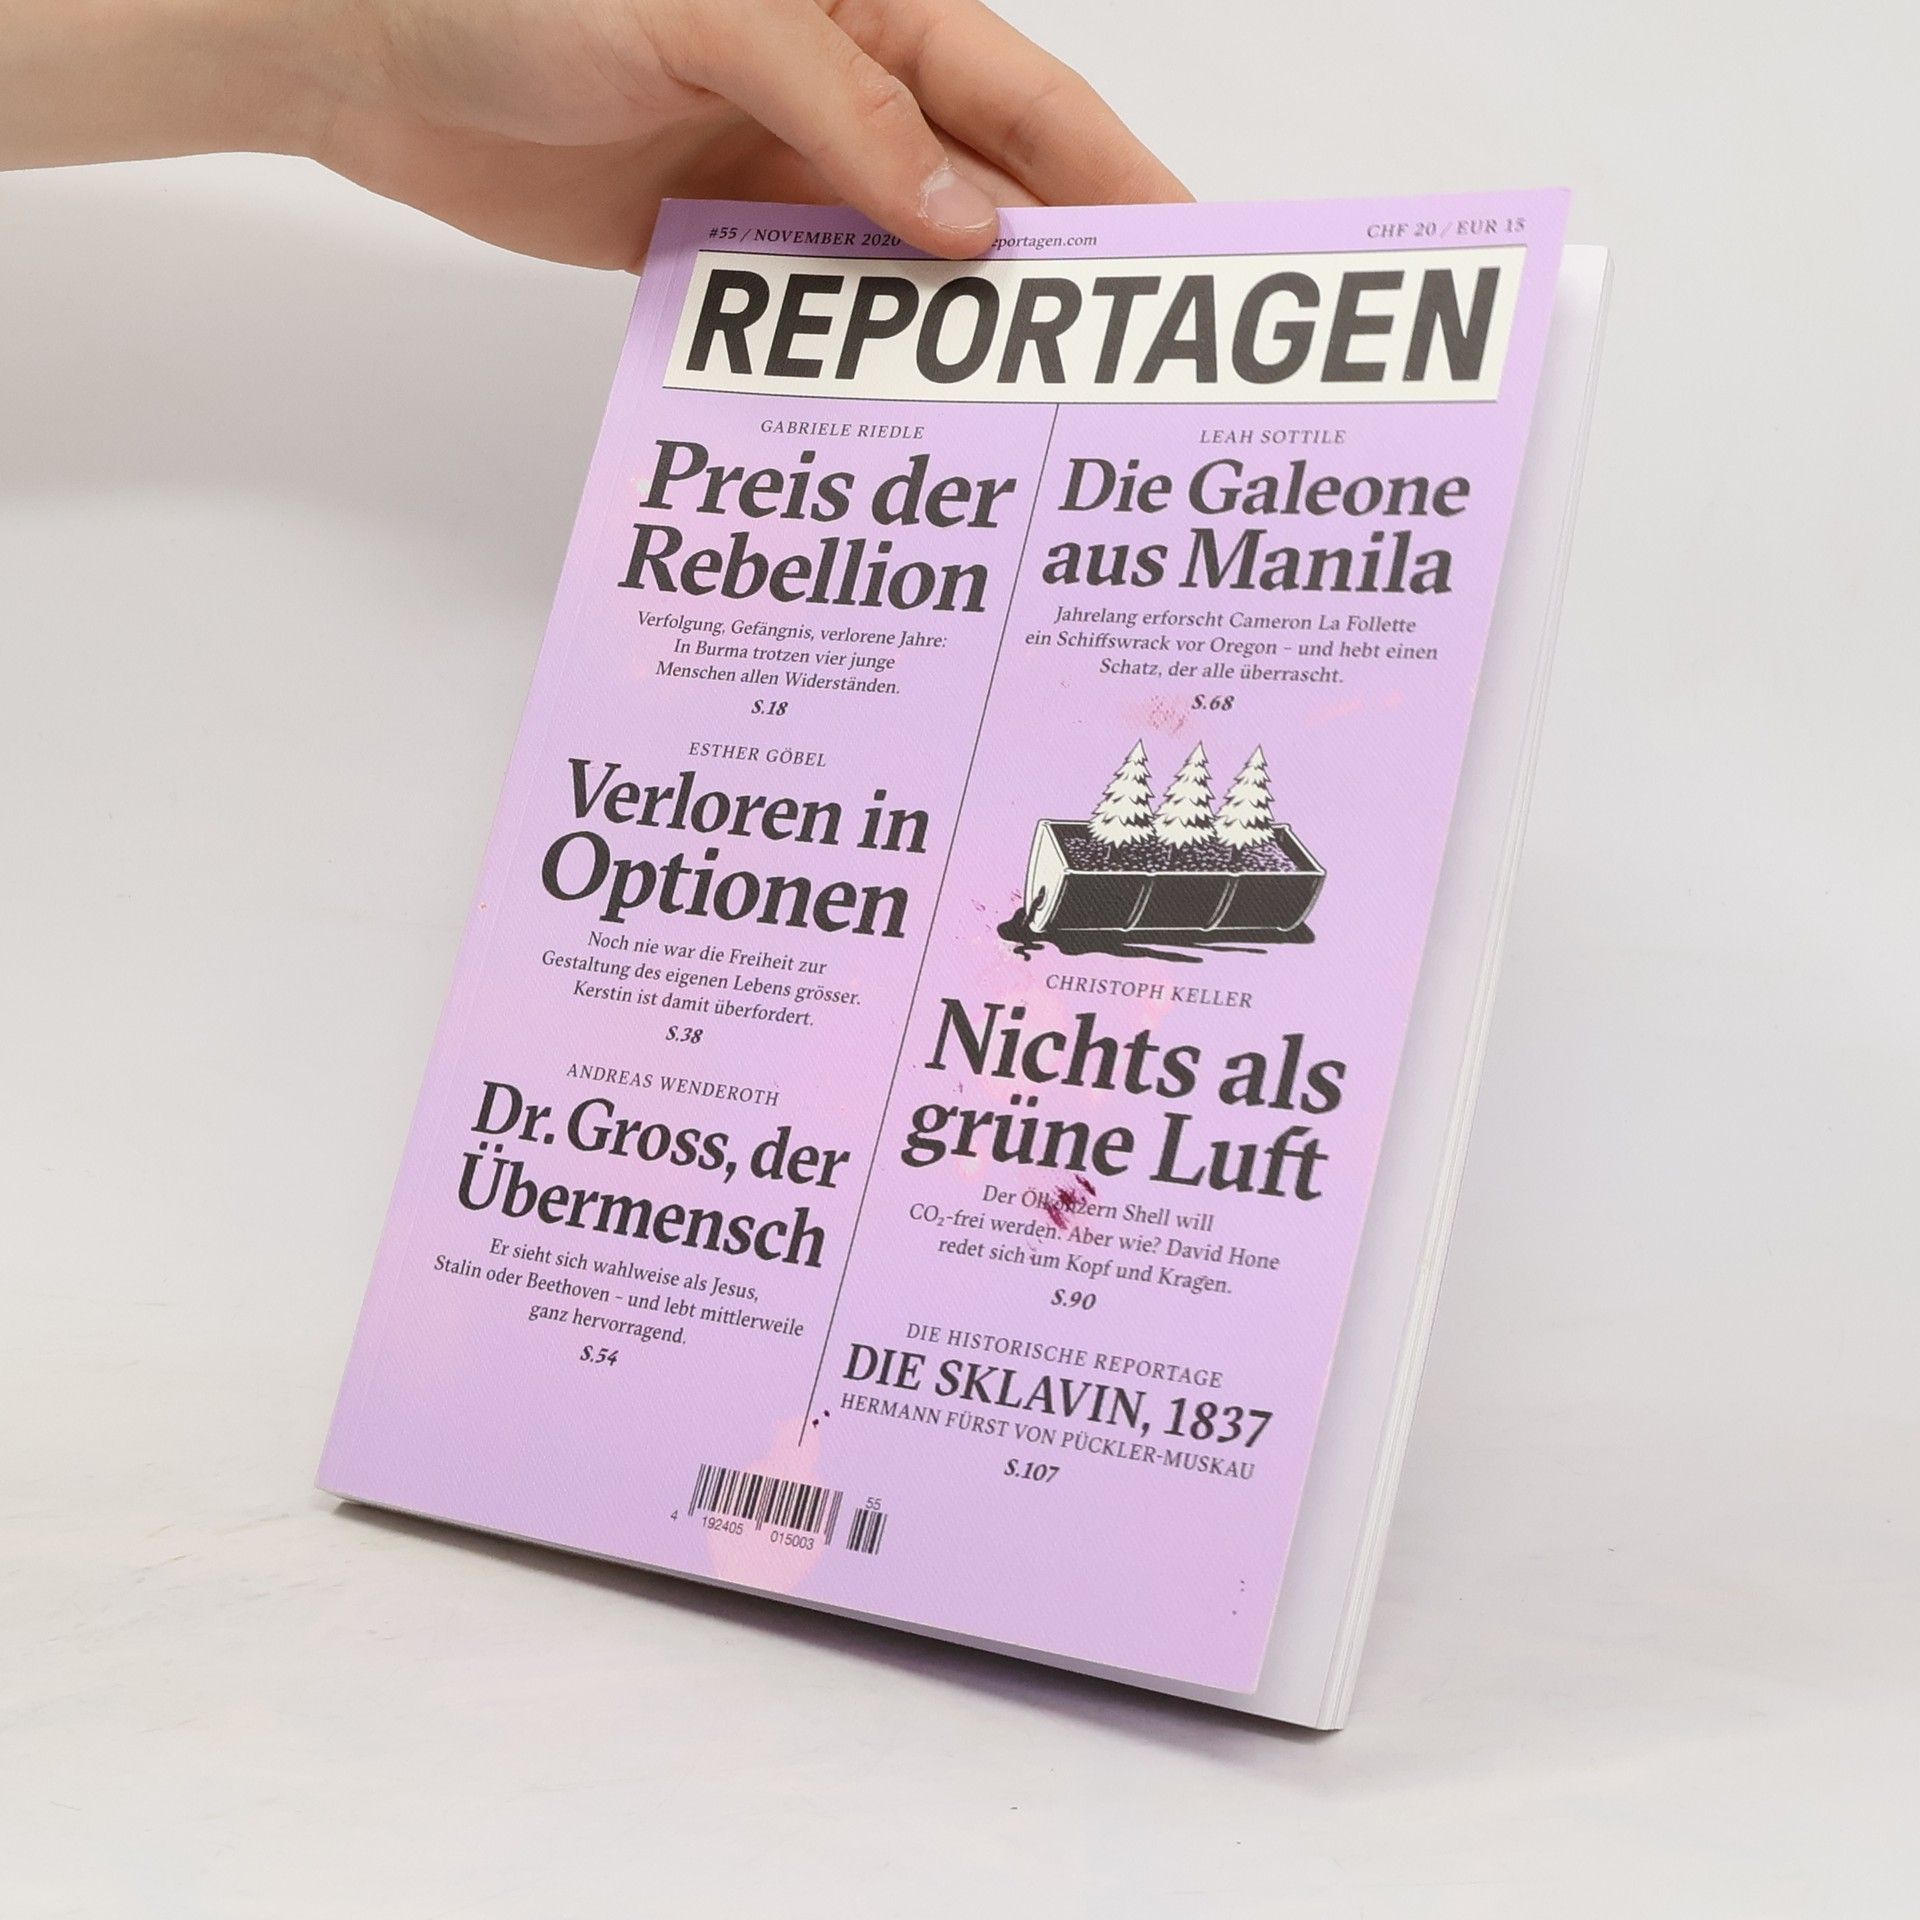 #55 / NOVEMBER 2020
eportagen.com
CHF 20 / EUR 15
REPORTAGEN
GABRIELE RIEDLE
Preis der
Rebellion
Verfolgung, Gefängnis, verlorene Jahre:
In Burma trotzen vier junge
Menschen allen Widerständen.
S.18
ESTHER GÖBEL
Verloren in
Optionen
Noch nie war die Freiheit zur
Gestaltung des eigenen Lebens grösser.
Kerstin ist damit überfordert.
S.38
ANDREAS WENDEROTH
Dr. Gross, der
Übermensch
Er sieht sich wahlweise als Jesus,
Stalin oder Beethoven – und lebt mittlerweile
ganz hervorragend.
S.54
LEAH SOTTILE
Die Galeone
aus Manila
Jahrelang erforscht Cameron La Follette
ein Schiffswrack vor Oregon – und hebt einen
Schatz, der alle überrascht.
S.68
CHRISTOPH KELLER
Nichts als
grüne Luft
Der Ölkonzern Shell will
CO₂-frei werden. Aber wie? David Hone
redet sich um Kopf und Kragen.
S.90
DIE HISTORISCHE REPORTAGE
DIE SKLAVIN, 1837
HERMANN FÜRST VON PÜCKLER-MUSKAU
S.107
4 192405 015003 55